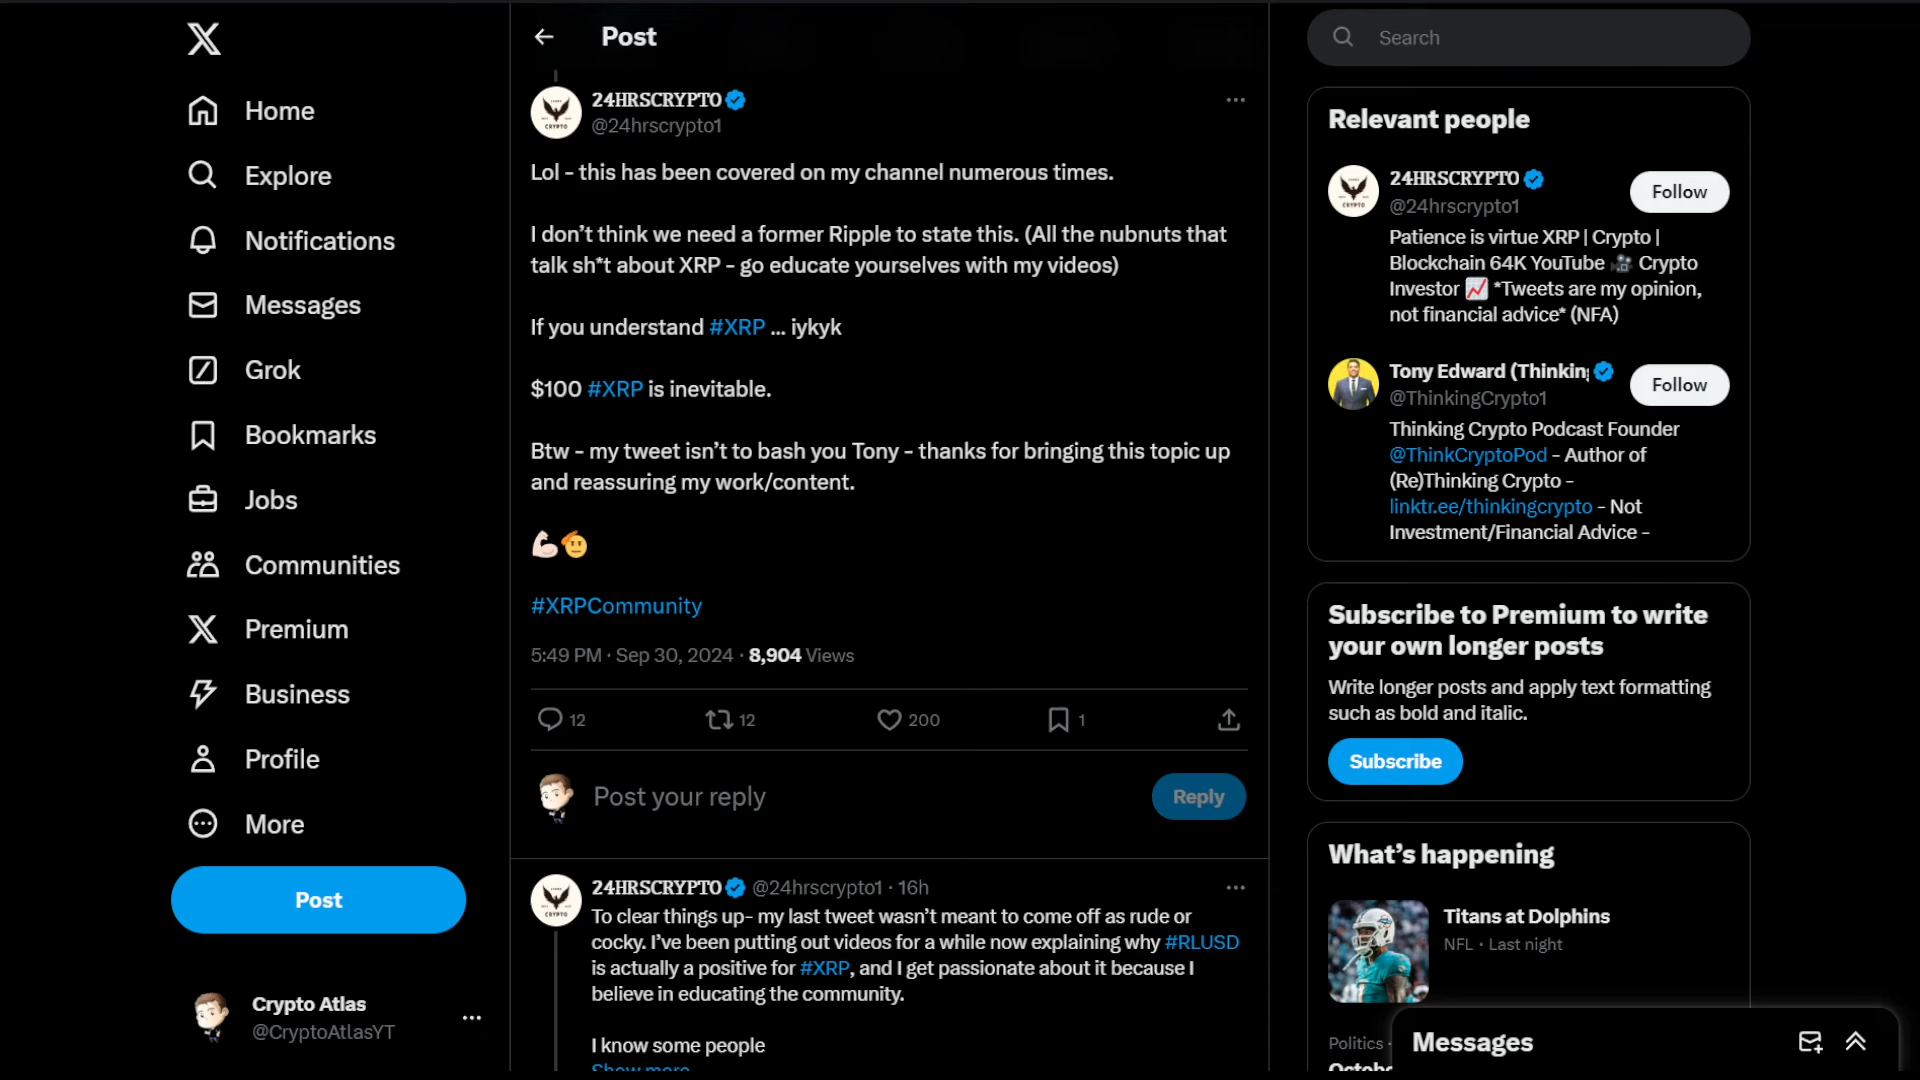 Home
Explore
Notifications
Messages
Grok
Bookmarks
Jobs
Communities
Premium
Business
Profile
More
Post
Crypto Atlas
@CryptoAtlasYT
Post
24HRSCRYPTO
@24hrscrypto1
Lol - this has been covered on my channel numerous times.
I don’t think we need a former Ripple to state this. (All the nubnuts that
talk sh*t about XRP - go educate yourselves with my videos)
If you understand #XRP ... iykyk
$100 #XRP is inevitable.
Btw - my tweet isn’t to bash you Tony - thanks for bringing this topic up
and reassuring my work/content.
#XRPCommunity
5:49 PM · Sep 30, 2024 · 8,904 Views
12 12 200 1
Post your reply
Reply
24HRSCRYPTO @24hrscrypto1 · 16h
To clear things up- my last tweet wasn’t meant to come off as rude or
cocky. I’ve been putting out videos for a while now explaining why #RLUSD
is actually a positive for #XRP, and I get passionate about it because I
believe in educating the community.
I know some people
Show more
Search
Relevant people
24HRSCRYPTO
@24hrscrypto1
Follow
Patience is virtue XRP | Crypto |
Blockchain 64K YouTube Crypto
Investor *Tweets are my opinion,
not financial advice* (NFA)
Tony Edward (Thinking
@ThinkingCrypto1
Follow
Thinking Crypto Podcast Founder
@ThinkCryptoPod - Author of
(Re)Thinking Crypto -
linktr.ee/thinkingcrypto - Not
Investment/Financial Advice -
Subscribe to Premium to write
your own longer posts
Write longer posts and apply text formatting
such as bold and italic.
Subscribe
What’s happening
Titans at Dolphins
NFL · Last night
Politics ·
Messages